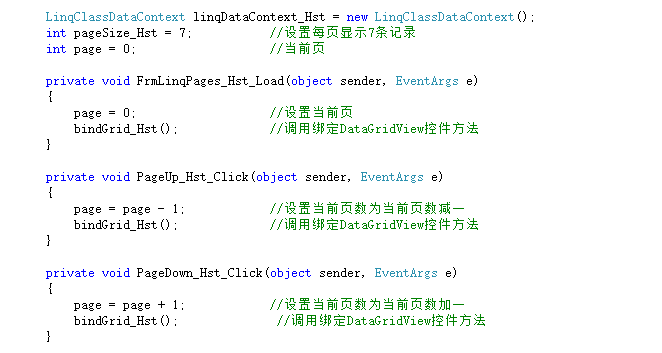 LinqClassDataContext linqDataContext_Hst = new LinqClassDataContext();
int pageSize_Hst = 7;           //设置每页显示7条记录
int page = 0;                   //当前页
private void FrmLinqPages_Hst_Load(object sender, EventArgs e)
{
    page = 0;                   //设置当前页
    bindGrid_Hst();             //调用绑定DataGridView控件方法
}
private void PageUp_Hst_Click(object sender, EventArgs e)
{
    page = page - 1;            //设置当前页数为当前页数减一
    bindGrid_Hst();             //调用绑定DataGridView控件方法
}
private void PageDown_Hst_Click(object sender, EventArgs e)
{
    page = page + 1;            //设置当前页数为当前页数加一
    bindGrid_Hst();              //调用绑定DataGridView控件方法
}